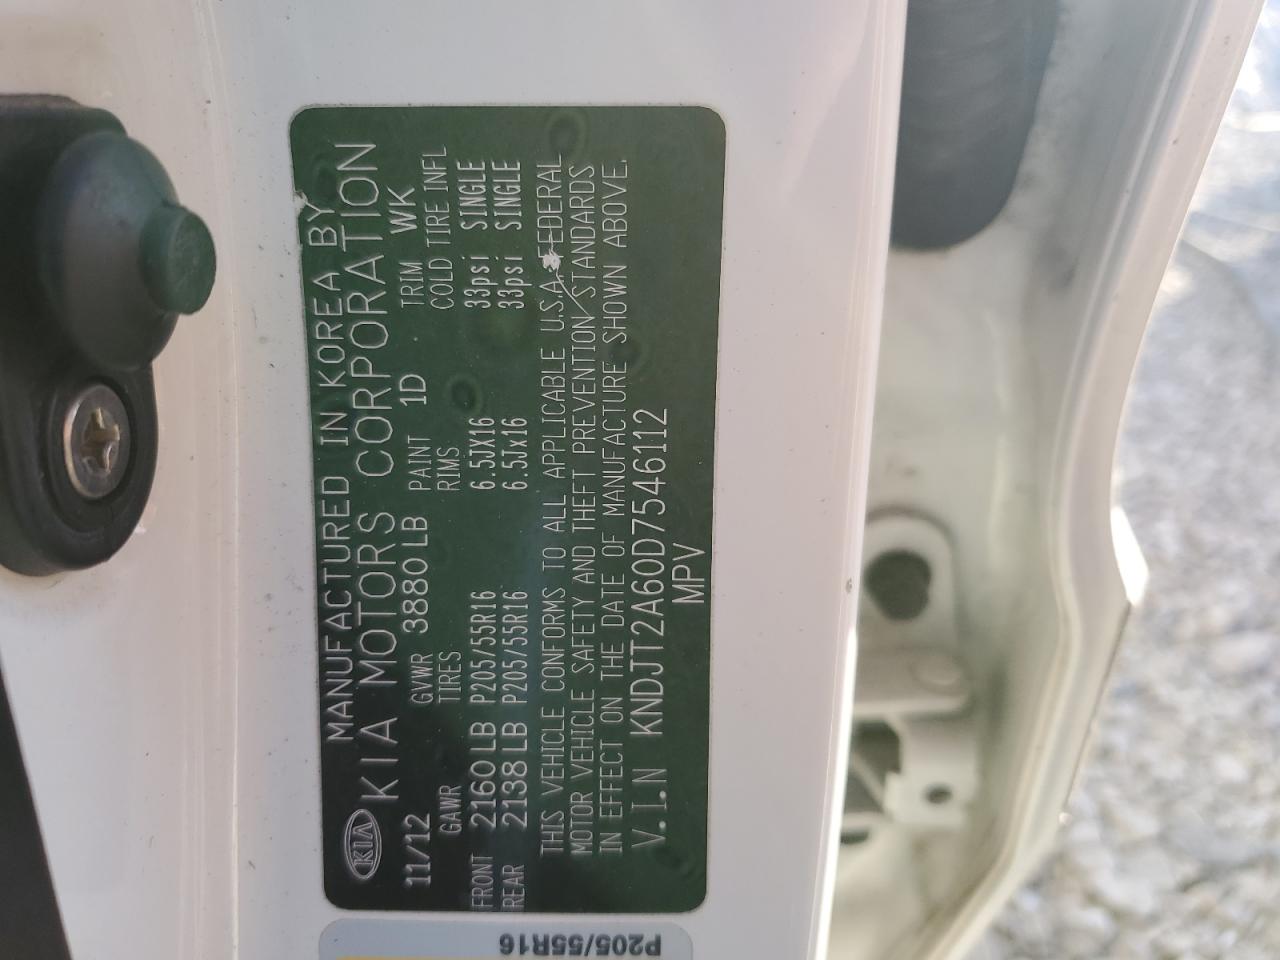 MANUFACTURED IN KOREA BY
KIA KIA MOTORS CORPORATION
11/12 GVWR 3880LB PAINT 1D TRIM WK
GAWR TIRES RIMS COLD TIRE INFL
FRONT 2160LB P205/55R16 6.5JX16 33psi SINGLE
REAR 2138LB P205/55R16 6.5Jx16 33psi SINGLE
THIS VEHICLE CONFORMS TO ALL APPLICABLE U.S.A. FEDERAL
MOTOR VEHICLE SAFETY AND THEFT PREVENTION STANDARDS
IN EFFECT ON THE DATE OF MANUFACTURE SHOWN ABOVE.
V.I.N KNDJT2A60D7546112
MPV
P205/55R16